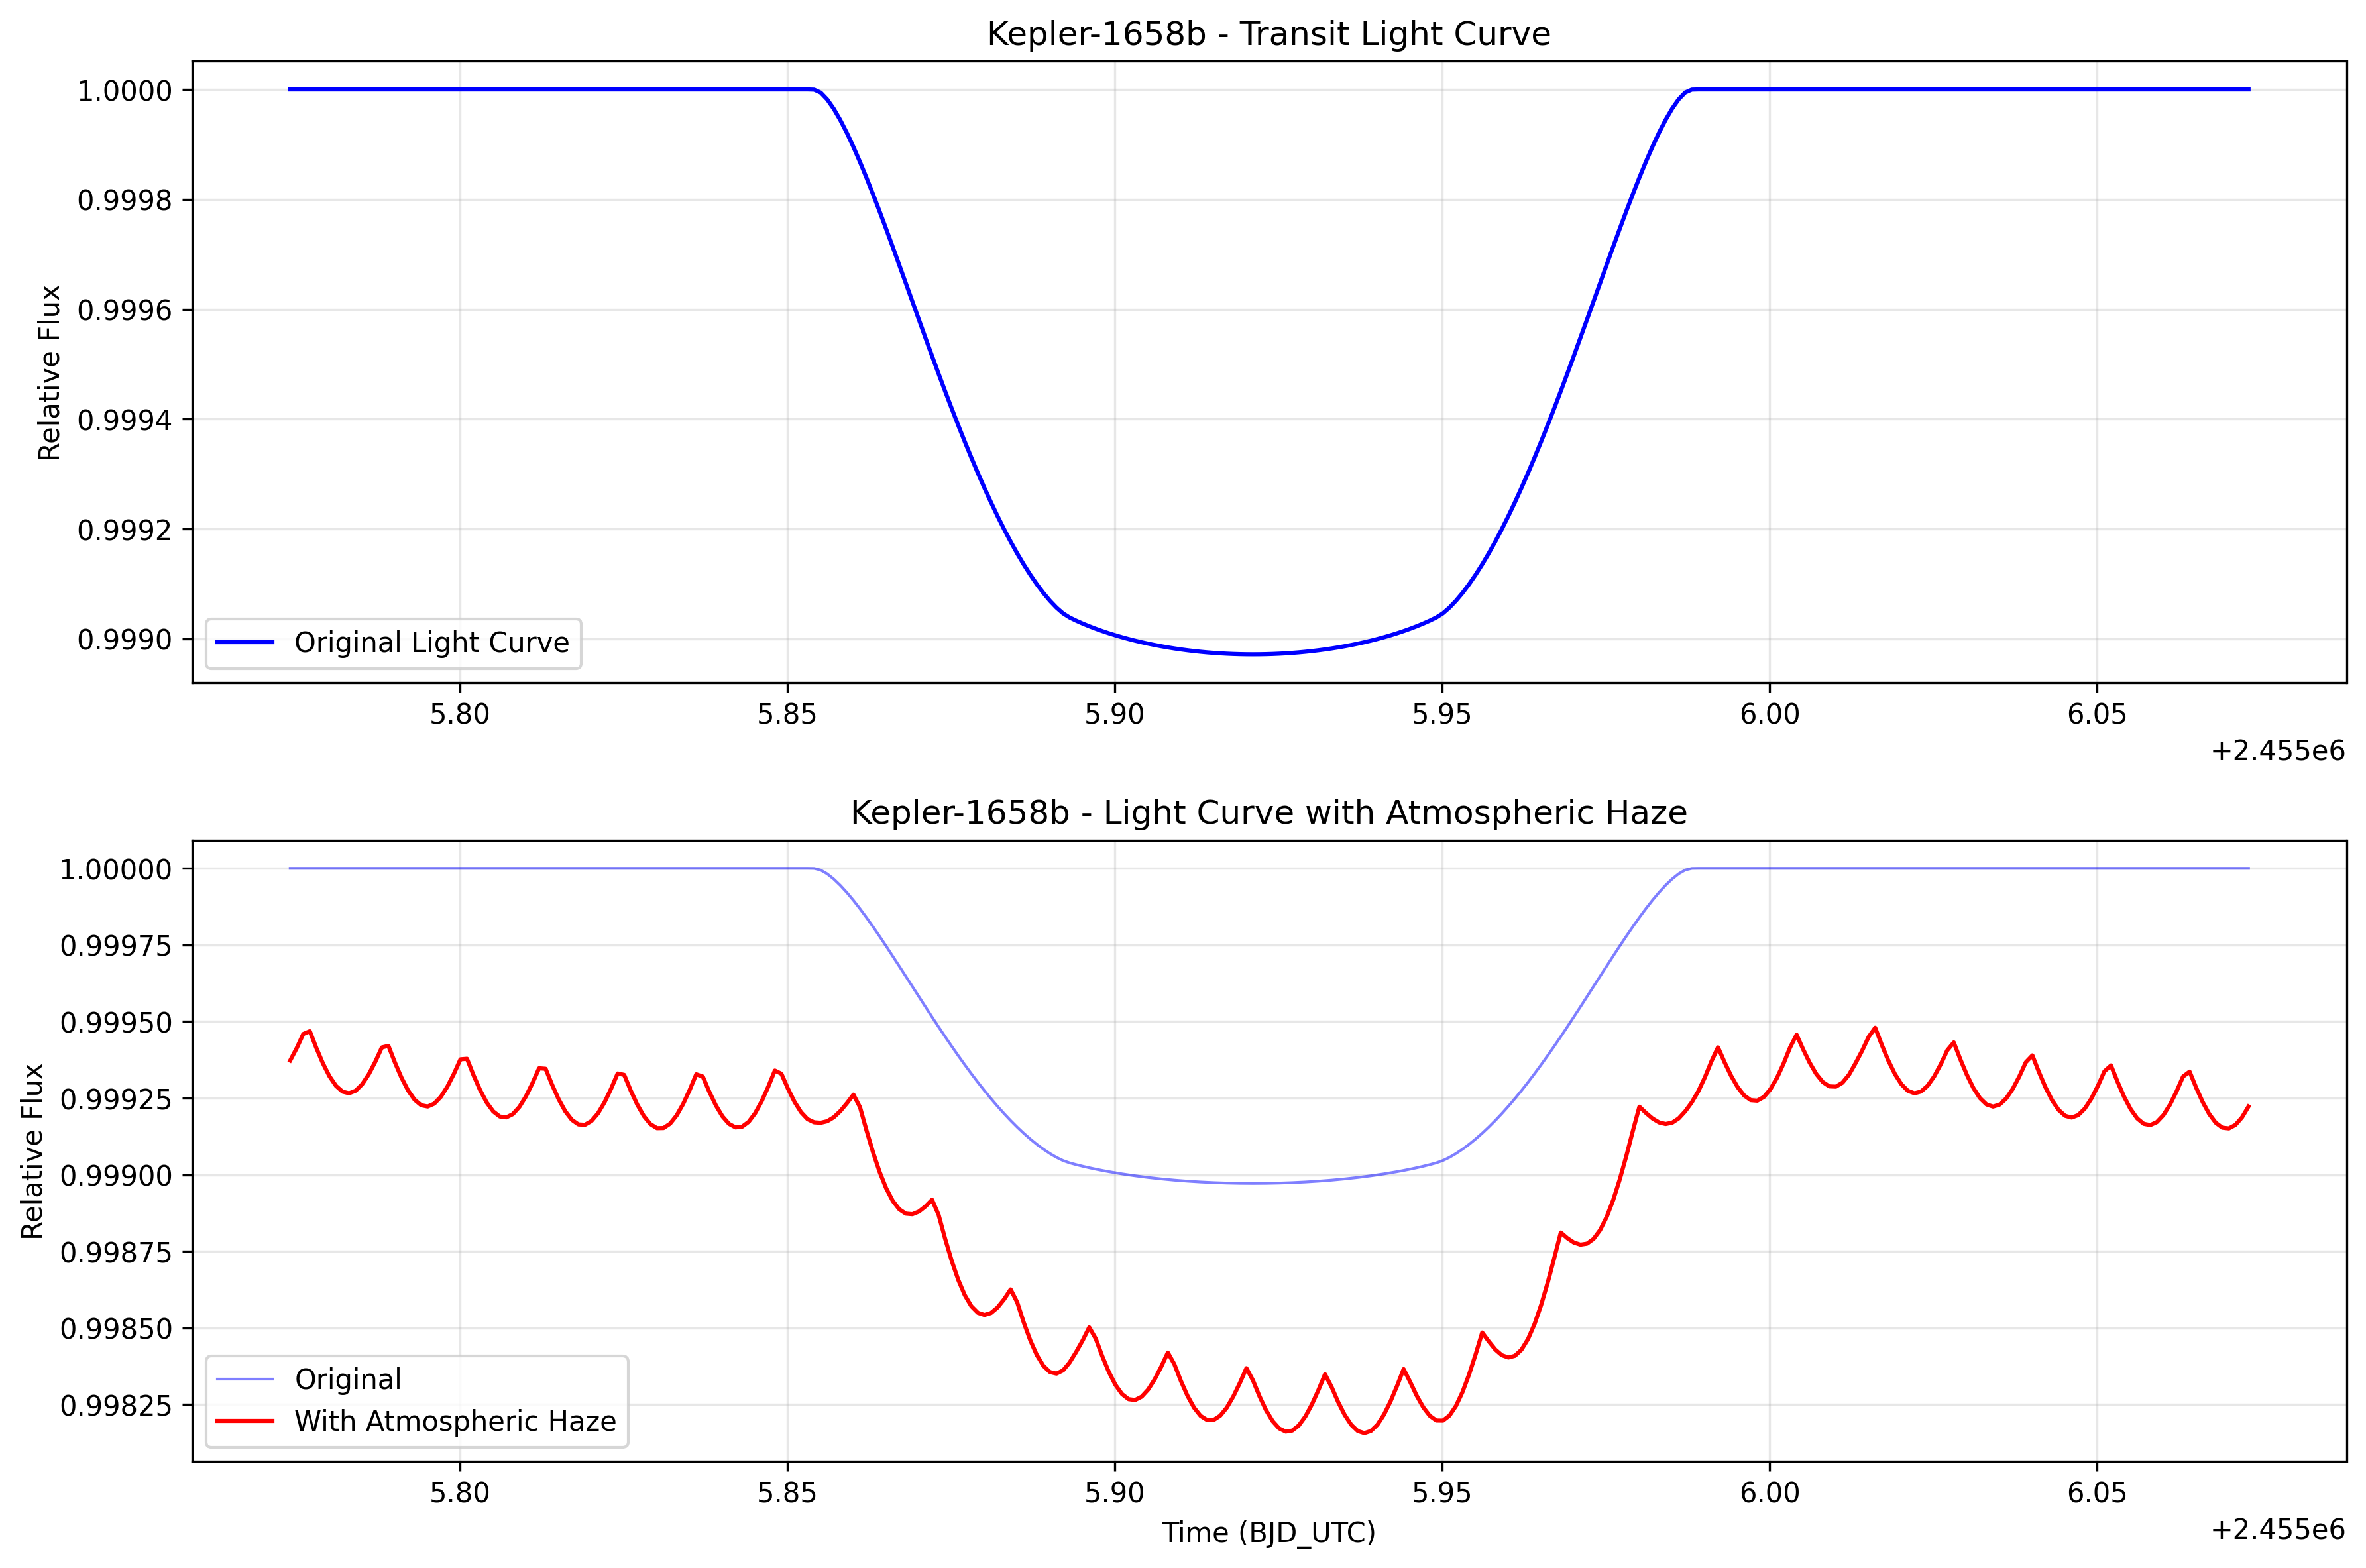 Kepler-1658b - Transit Light Curve
Relative Flux
1.0000
0.9998
0.9996
0.9994
0.9992
0.9990
Original Light Curve
5.80 5.85 5.90 5.95 6.00 6.05
+2.455e6
Kepler-1658b - Light Curve with Atmospheric Haze
Relative Flux
1.00000
0.99975
0.99950
0.99925
0.99900
0.99875
0.99850
0.99825
Original
With Atmospheric Haze
5.80 5.85 5.90 5.95 6.00 6.05
+2.455e6
Time (BJD_UTC)